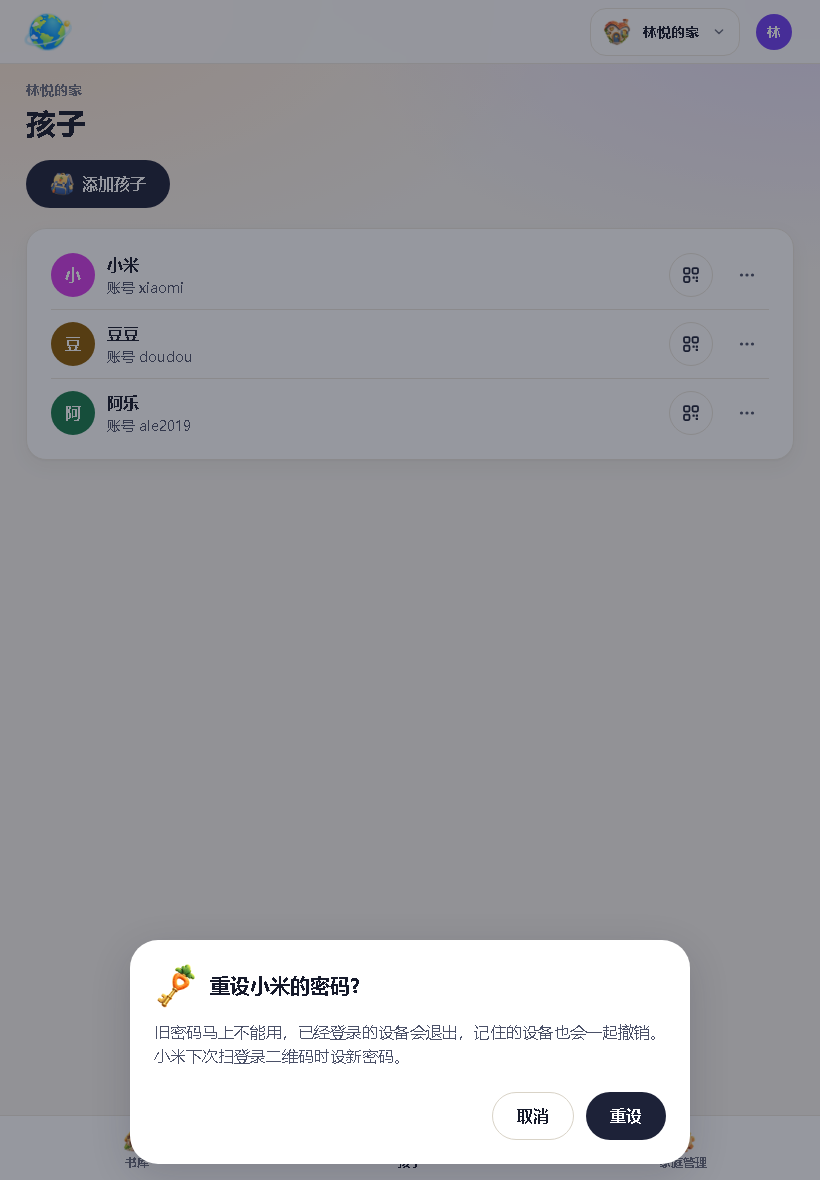 林悦的家
林
林悦的家
孩子
添加孩子
小
小米
账号 xiaomi
豆
豆豆
账号 doudou
阿
阿乐
账号 ale2019
重设小米的密码?
旧密码马上不能用，已经登录的设备会退出，记住的设备也会一起撤销。
小米下次扫登录二维码时设新密码。
取消
重设
书库
孩子
家庭管理